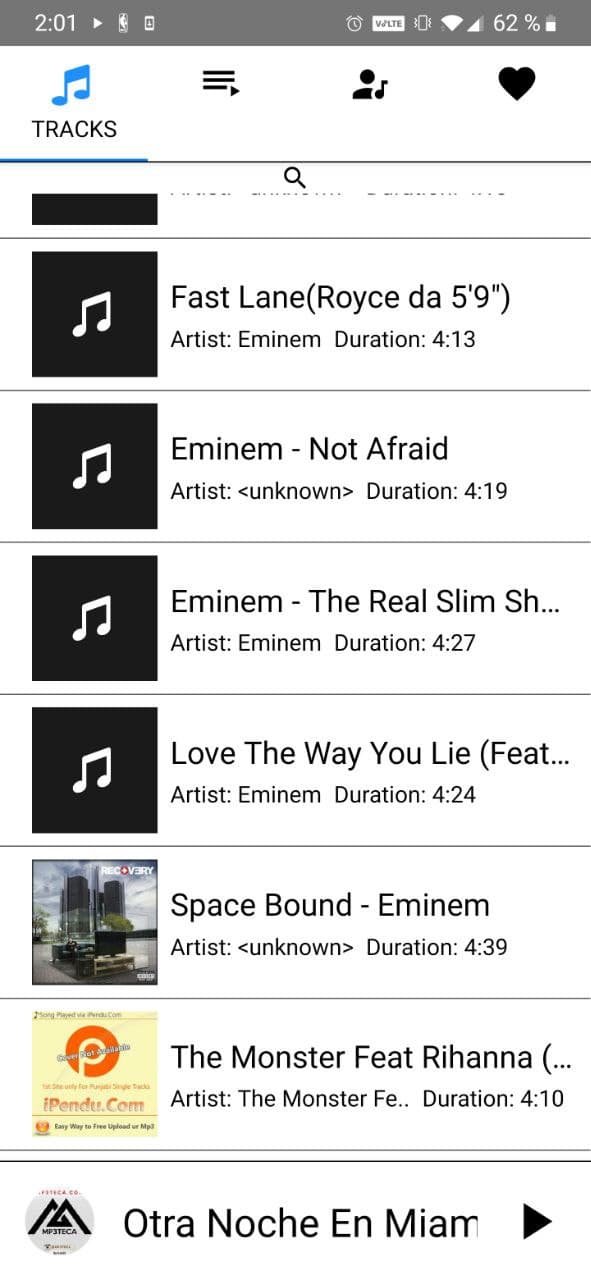 2:01
VoLTE
62 %
TRACKS
Fast Lane(Royce da 5'9")
Artist: Eminem Duration: 4:13
Eminem - Not Afraid
Artist: <unknown> Duration: 4:19
Eminem - The Real Slim Sh...
Artist: Eminem Duration: 4:27
Love The Way You Lie (Feat...
Artist: Eminem Duration: 4:24
RECOVERY
Space Bound - Eminem
Artist: <unknown> Duration: 4:39
Song Played via iPendu.Com
Cover Not Available
1st Site only For Punjabi Single Tracks
iPendu.Com
Easy Way to Free Upload ur Mp3
The Monster Feat Rihanna (...
Artist: The Monster Fe.. Duration: 4:10
MP3TECA
Otra Noche En Miam